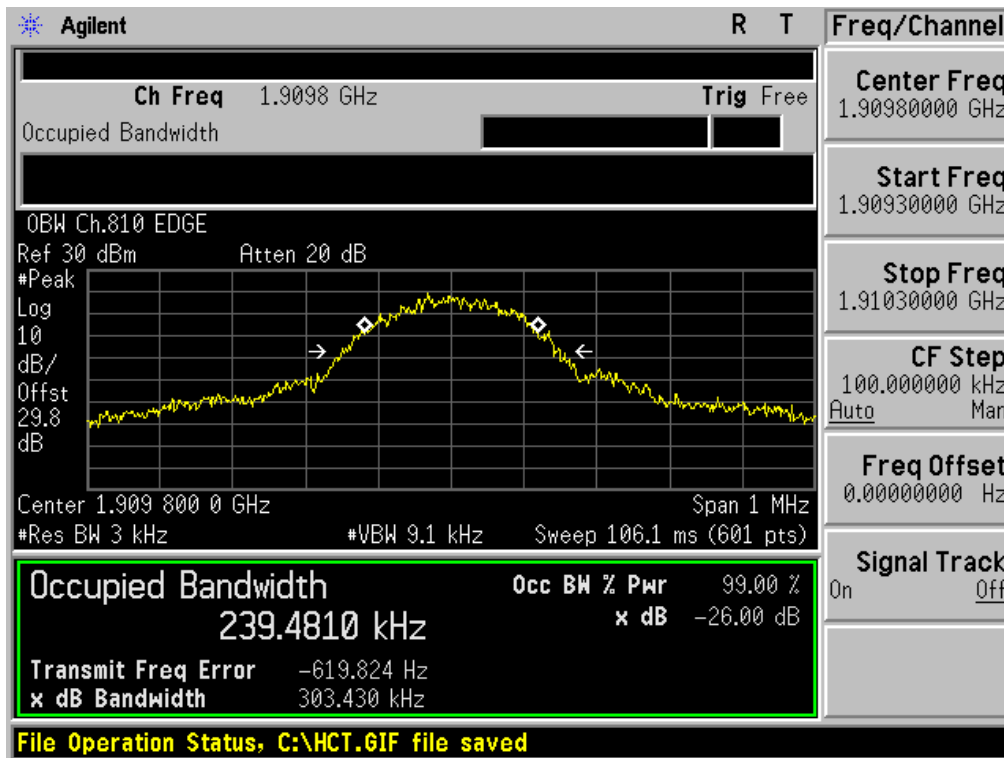 Agilent R T
Ch Freq 1.9098 GHz Trig Free
Occupied Bandwidth
OBW Ch.810 EDGE
Ref 30 dBm Atten 20 dB
#Peak
Log
10
dB/
Offst
29.8
dB
Center 1.909 800 0 GHz Span 1 MHz
#Res BW 3 kHz #VBW 9.1 kHz Sweep 106.1 ms (601 pts)
Occupied Bandwidth Occ BW % Pwr 99.00 %
239.4810 kHz x dB -26.00 dB
Transmit Freq Error -619.824 Hz
x dB Bandwidth 303.430 kHz
File Operation Status, C:\HCT.GIF file saved
Freq/Channel
Center Freq
1.90980000 GHz
Start Freq
1.90930000 GHz
Stop Freq
1.91030000 GHz
CF Step
100.000000 kHz
Auto Man
Freq Offset
0.00000000 Hz
Signal Track
On Off